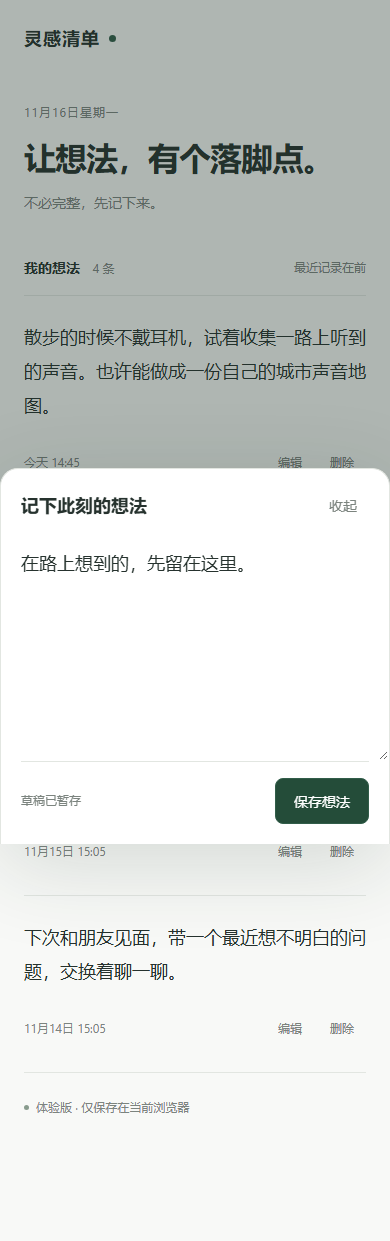 灵感清单
11月16日星期一
让想法，有个落脚点。
不必完整，先记下来。
我的想法 4 条 最近记录在前
散步的时候不戴耳机，试着收集一路上听到
的声音。也许能做成一份自己的城市声音地
图。
今天 14:45 编辑 删除
记下此刻的想法 收起
在路上想到的，先留在这里。
草稿已暂存 保存想法
11月15日 15:05 编辑 删除
下次和朋友见面，带一个最近想不明白的问
题，交换着聊一聊。
11月14日 15:05 编辑 删除
体验版 · 仅保存在当前浏览器